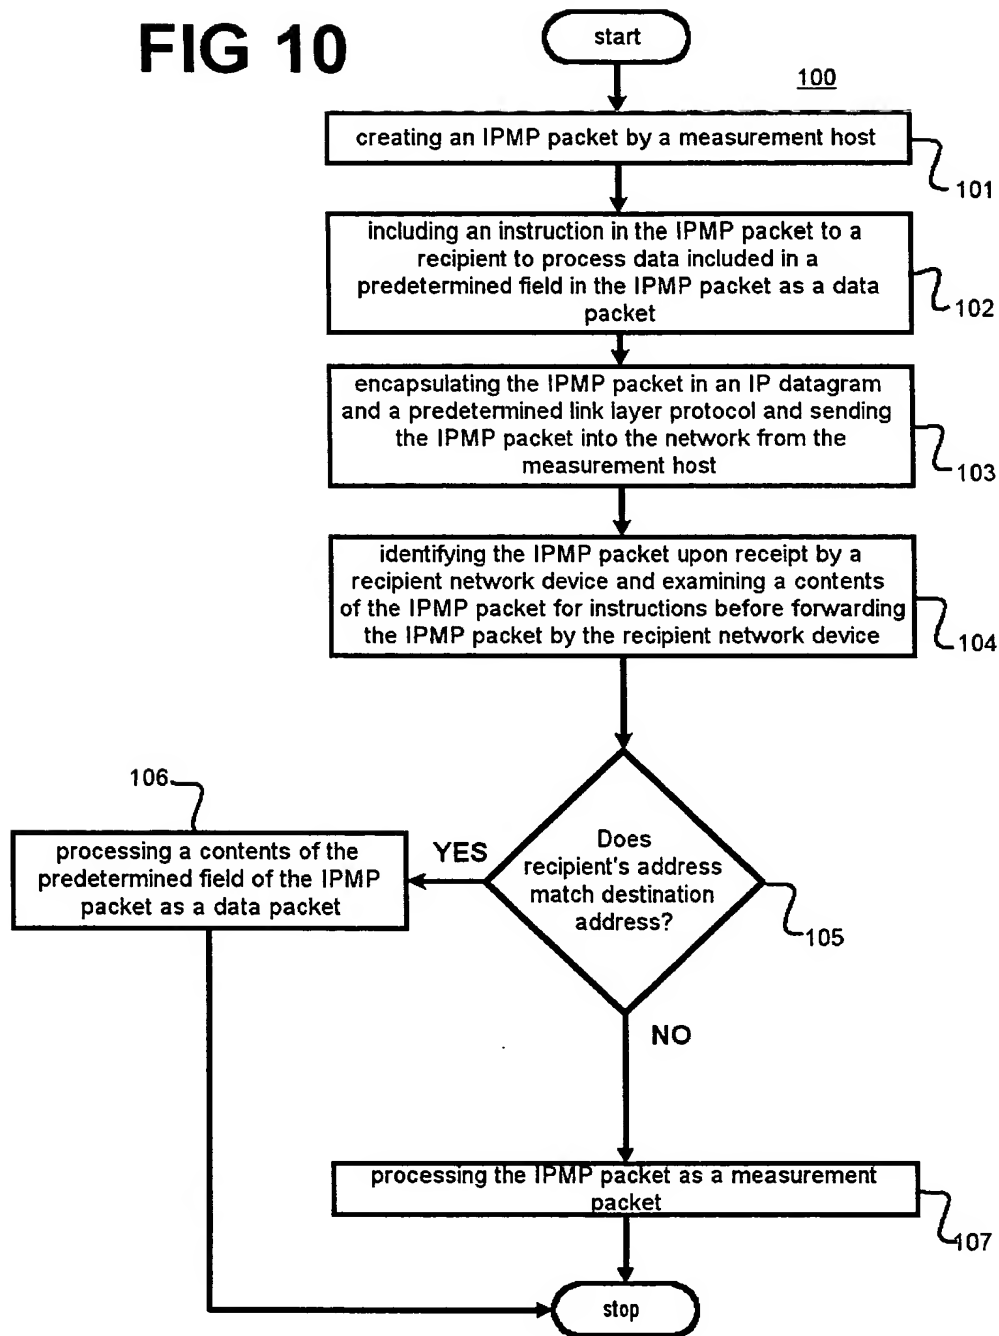 FIG 10
start
100
creating an IPMP packet by a measurement host
101
including an instruction in the IPMP packet to a
recipient to process data included in a
predetermined field in the IPMP packet as a data
packet
102
encapsulating the IPMP packet in an IP datagram
and a predetermined link layer protocol and sending
the IPMP packet into the network from the
measurement host
103
identifying the IPMP packet upon receipt by a
recipient network device and examining a contents
of the IPMP packet for instructions before forwarding
the IPMP packet by the recipient network device
104
106
processing a contents of the
predetermined field of the IPMP
packet as a data packet
YES
Does
recipient's address
match destination
address?
105
NO
processing the IPMP packet as a measurement
packet
107
stop